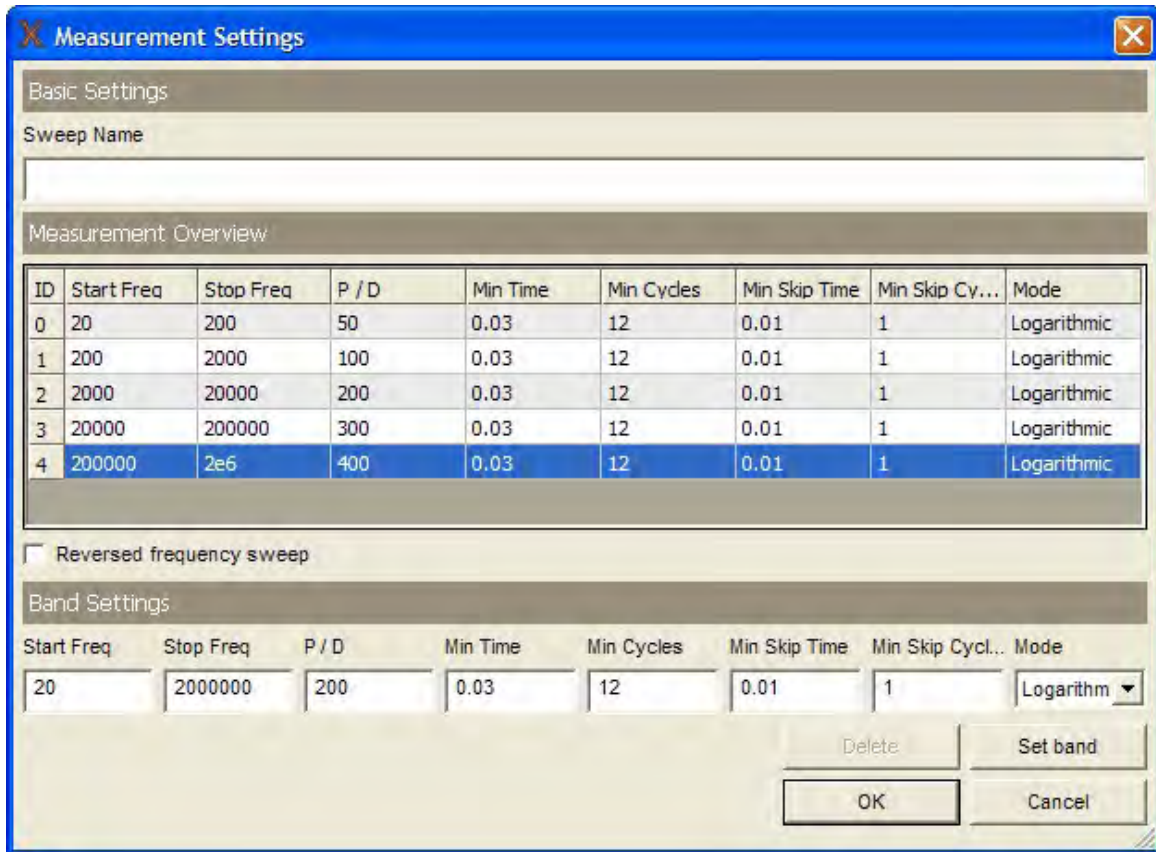 Measurement Settings
Basic Settings
Sweep Name
Measurement Overview
ID Start Freq Stop Freq P / D Min Time Min Cycles Min Skip Time Min Skip Cy... Mode
0 20 200 50 0.03 12 0.01 1 Logarithmic
1 200 2000 100 0.03 12 0.01 1 Logarithmic
2 2000 20000 200 0.03 12 0.01 1 Logarithmic
3 20000 200000 300 0.03 12 0.01 1 Logarithmic
4 200000 2e6 400 0.03 12 0.01 1 Logarithmic
Reversed frequency sweep
Band Settings
Start Freq Stop Freq P / D Min Time Min Cycles Min Skip Time Min Skip Cycl... Mode
20 2000000 200 0.03 12 0.01 1 Logarithm
Delete Set band
OK Cancel